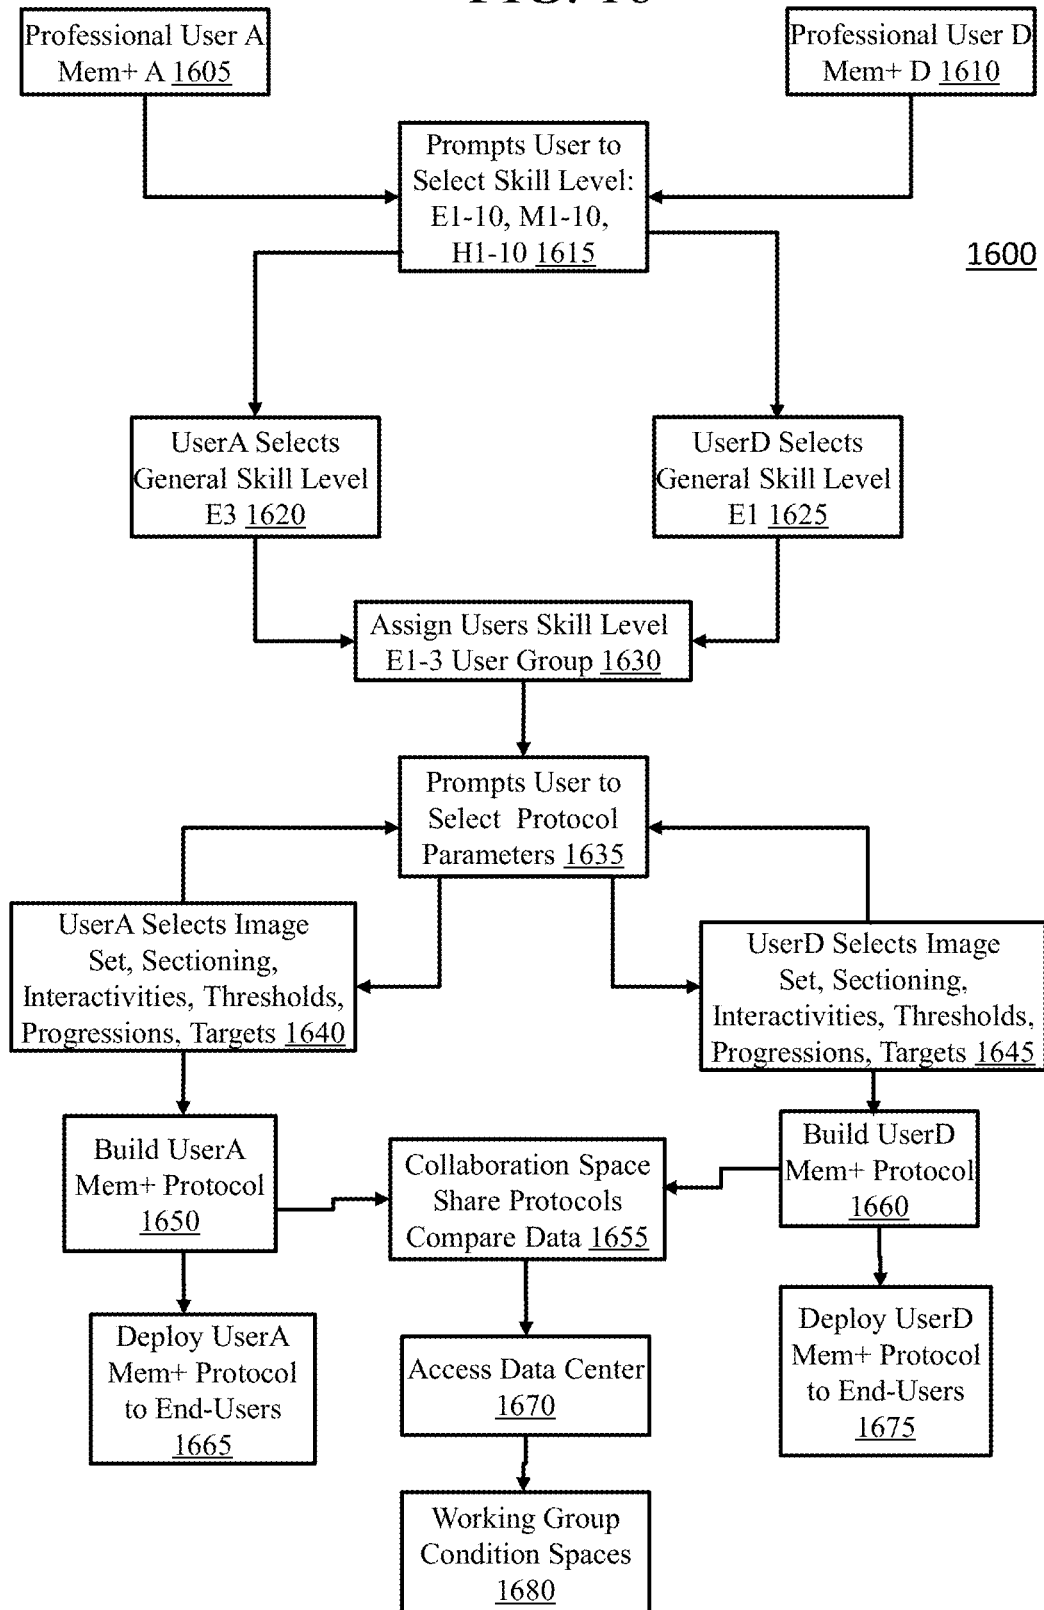 FIG. 16
Professional User A
Mem+ A 1605
Professional User D
Mem+ D 1610
Prompts User to
Select Skill Level:
E1-10, M1-10,
H1-10 1615
1600
UserA Selects
General Skill Level
E3 1620
UserD Selects
General Skill Level
E1 1625
Assign Users Skill Level
E1-3 User Group 1630
Prompts User to
Select Protocol
Parameters 1635
UserA Selects Image
Set, Sectioning,
Interactivities, Thresholds,
Progressions, Targets 1640
UserD Selects Image
Set, Sectioning,
Interactivities, Thresholds,
Progressions, Targets 1645
Build UserA
Mem+ Protocol
1650
Collaboration Space
Share Protocols
Compare Data 1655
Build UserD
Mem+ Protocol
1660
Deploy UserA
Mem+ Protocol
to End-Users
1665
Access Data Center
1670
Deploy UserD
Mem+ Protocol
to End-Users
1675
Working Group
Condition Spaces
1680